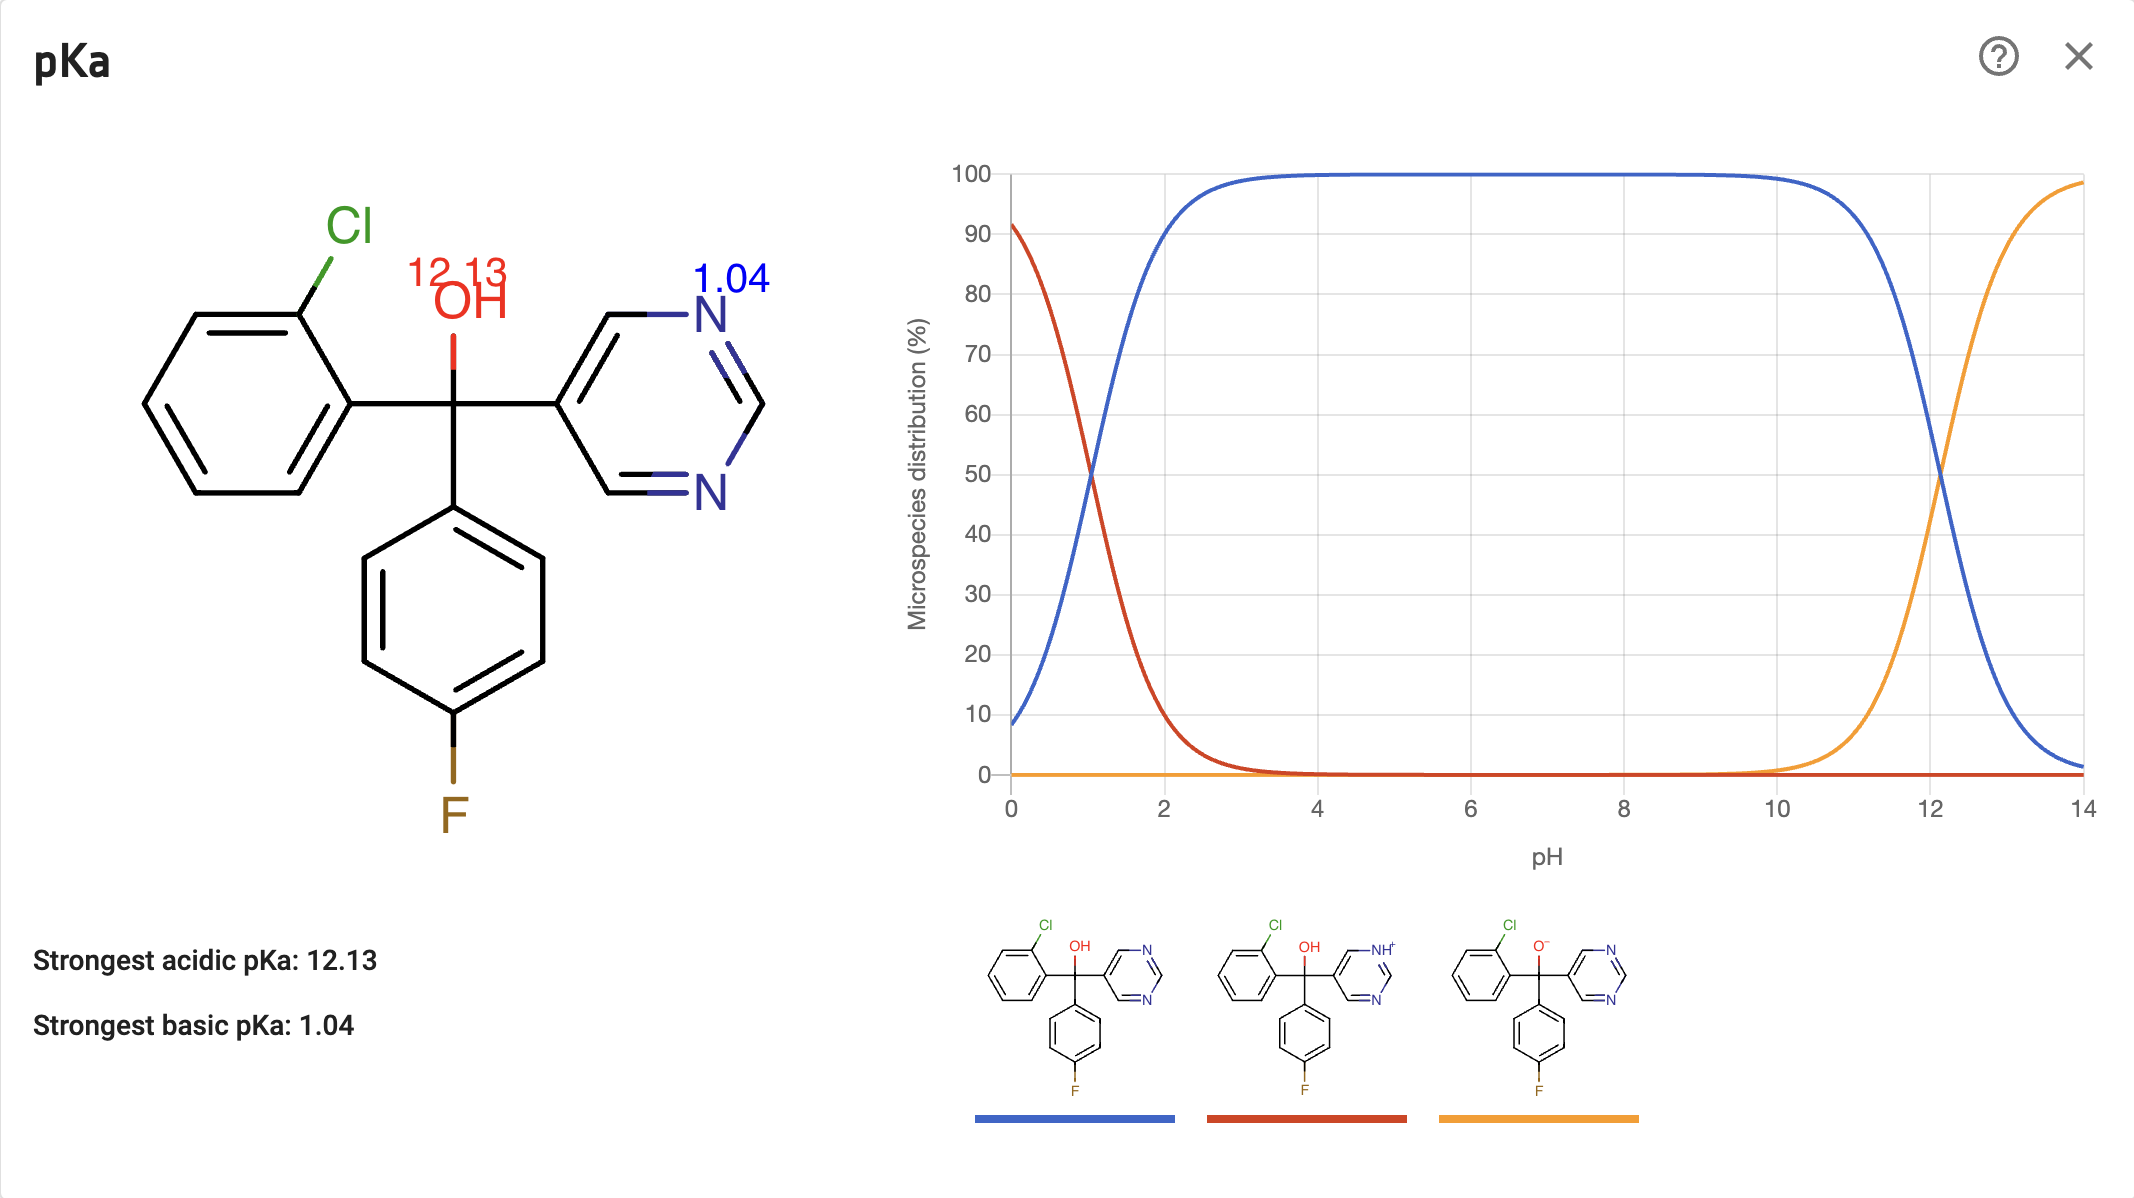 pKa
?
Cl
12.13
OH
1.04
N
N
F
Strongest acidic pKa: 12.13
Strongest basic pKa: 1.04
Microspecies distribution (%)
100
90
80
70
60
50
40
30
20
10
0
0 2 4 6 8 10 12 14
pH
Cl
OH
N
N
F
Cl
OH
NH+
N
F
Cl
O−
N
N
F